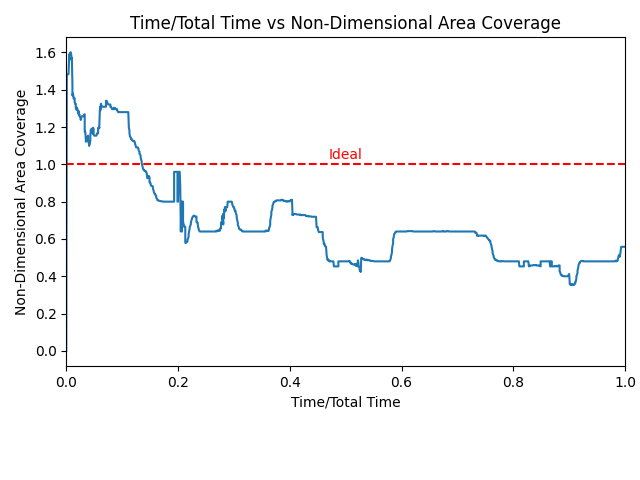 Time/Total Time vs Non-Dimensional Area Coverage
Non-Dimensional Area Coverage
1.6
1.4
1.2
1.0
0.8
0.6
0.4
0.2
0.0
Ideal
0.0 0.2 0.4 0.6 0.8 1.0
Time/Total Time